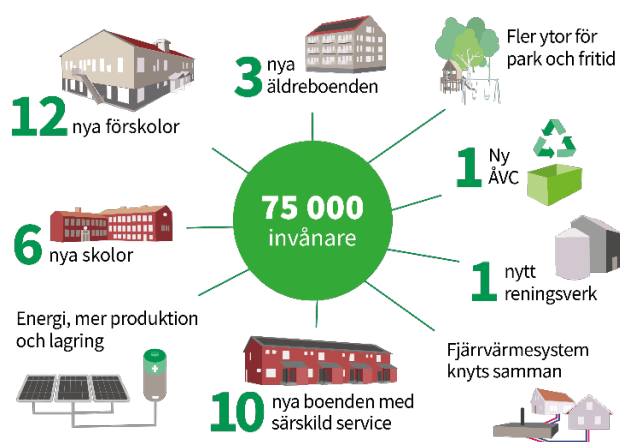 12 nya förskolor
3 nya
äldreboenden
Fler ytor för
park och fritid
1 Ny
ÅVC
75 000
invånare
6
nya skolor
1 nytt
reningsverk
Energi, mer produktion
och lagring
10 nya boenden med
särskild service
Fjärrvärmesystem
knyts samman